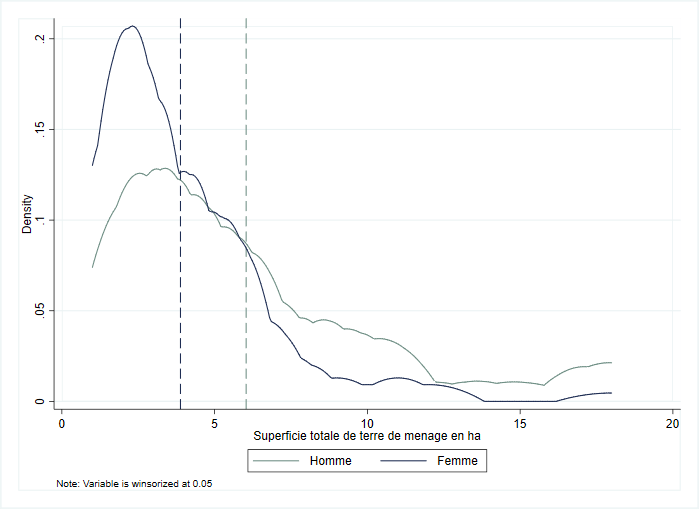 .2
.15
.1
.05
0
Density
0 5 10 15 20
Superficie totale de terre de menage en ha
Homme Femme
Note: Variable is winsorized at 0.05